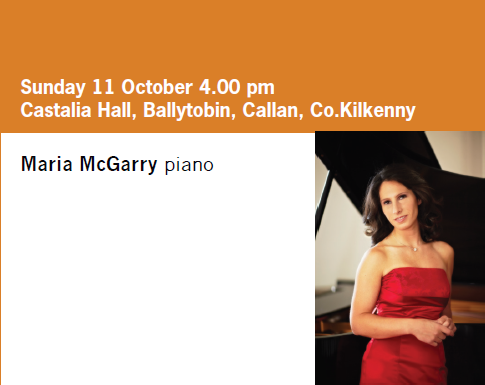 Sunday 11 October 4.00 pm
Castalia Hall, Ballytobin, Callan, Co.Kilkenny
Maria McGarry piano